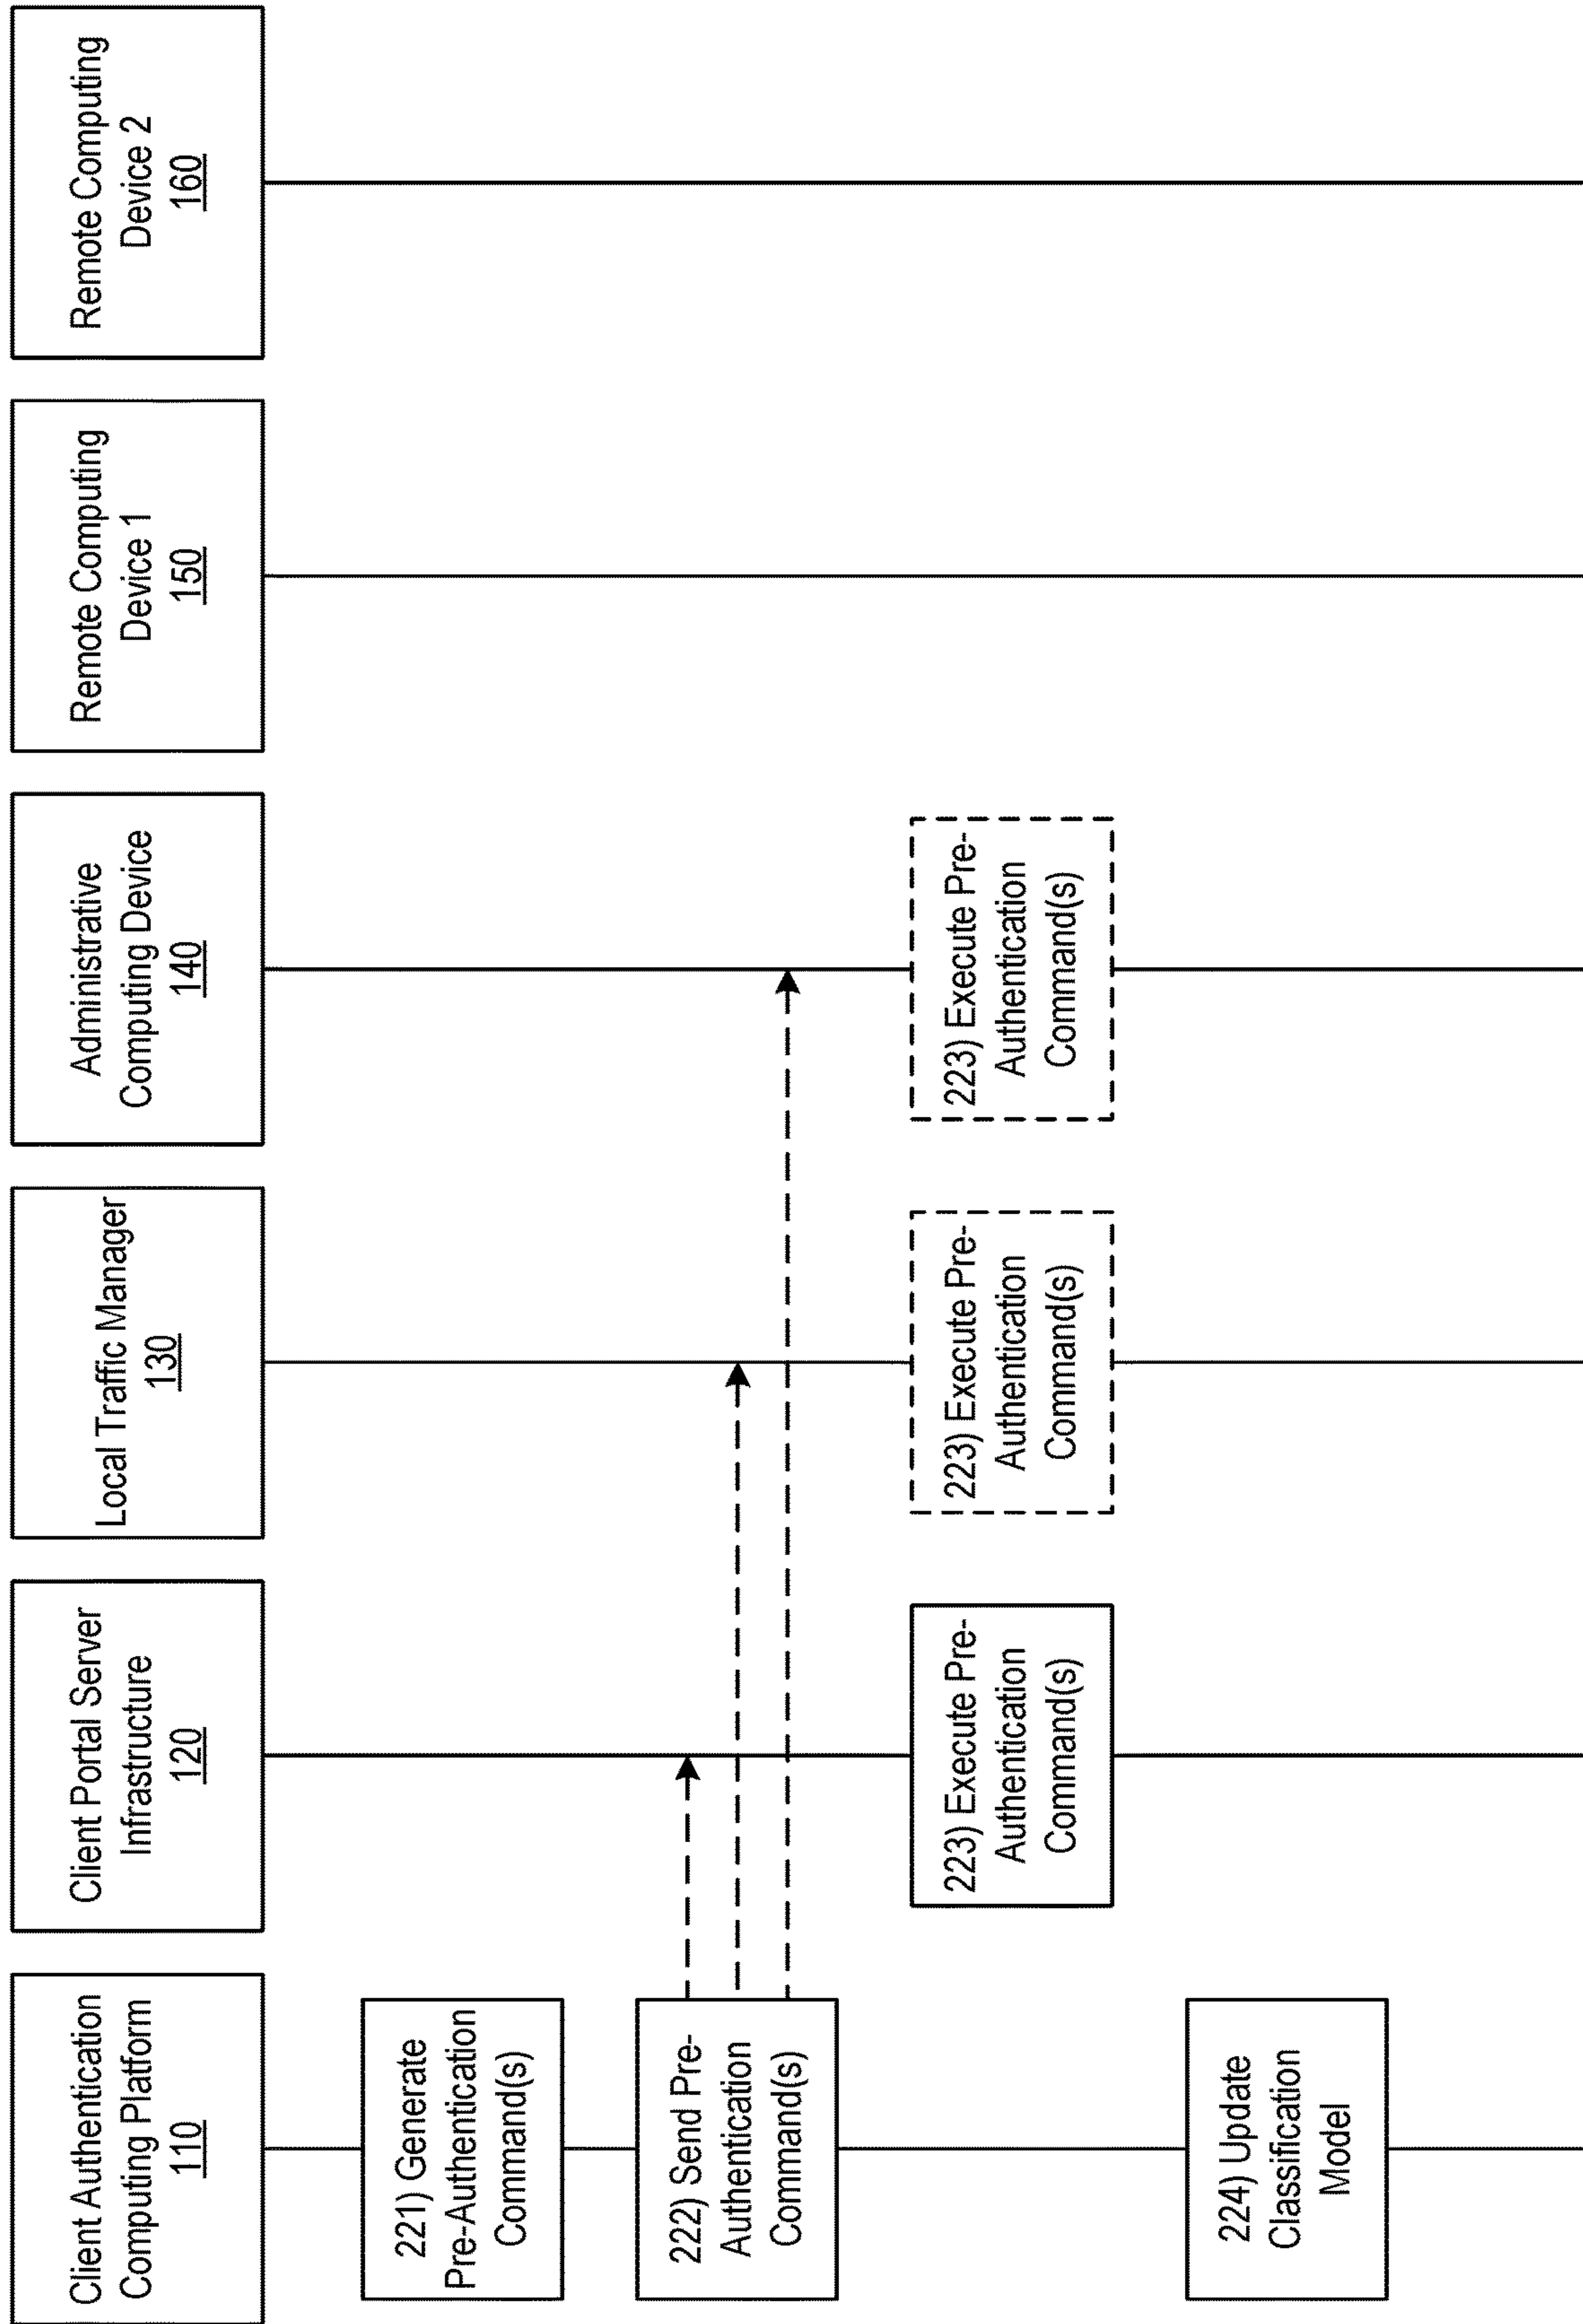 Client Authentication
Computing Platform
110
Client Portal Server
Infrastructure
120
Local Traffic Manager
130
Administrative
Computing Device
140
Remote Computing
Device 1
150
Remote Computing
Device 2
160
221) Generate
Pre-Authentication
Command(s)
222) Send Pre-
Authentication
Command(s)
223) Execute Pre-
Authentication
Command(s)
223) Execute Pre-
Authentication
Command(s)
223) Execute Pre-
Authentication
Command(s)
224) Update
Classification
Model